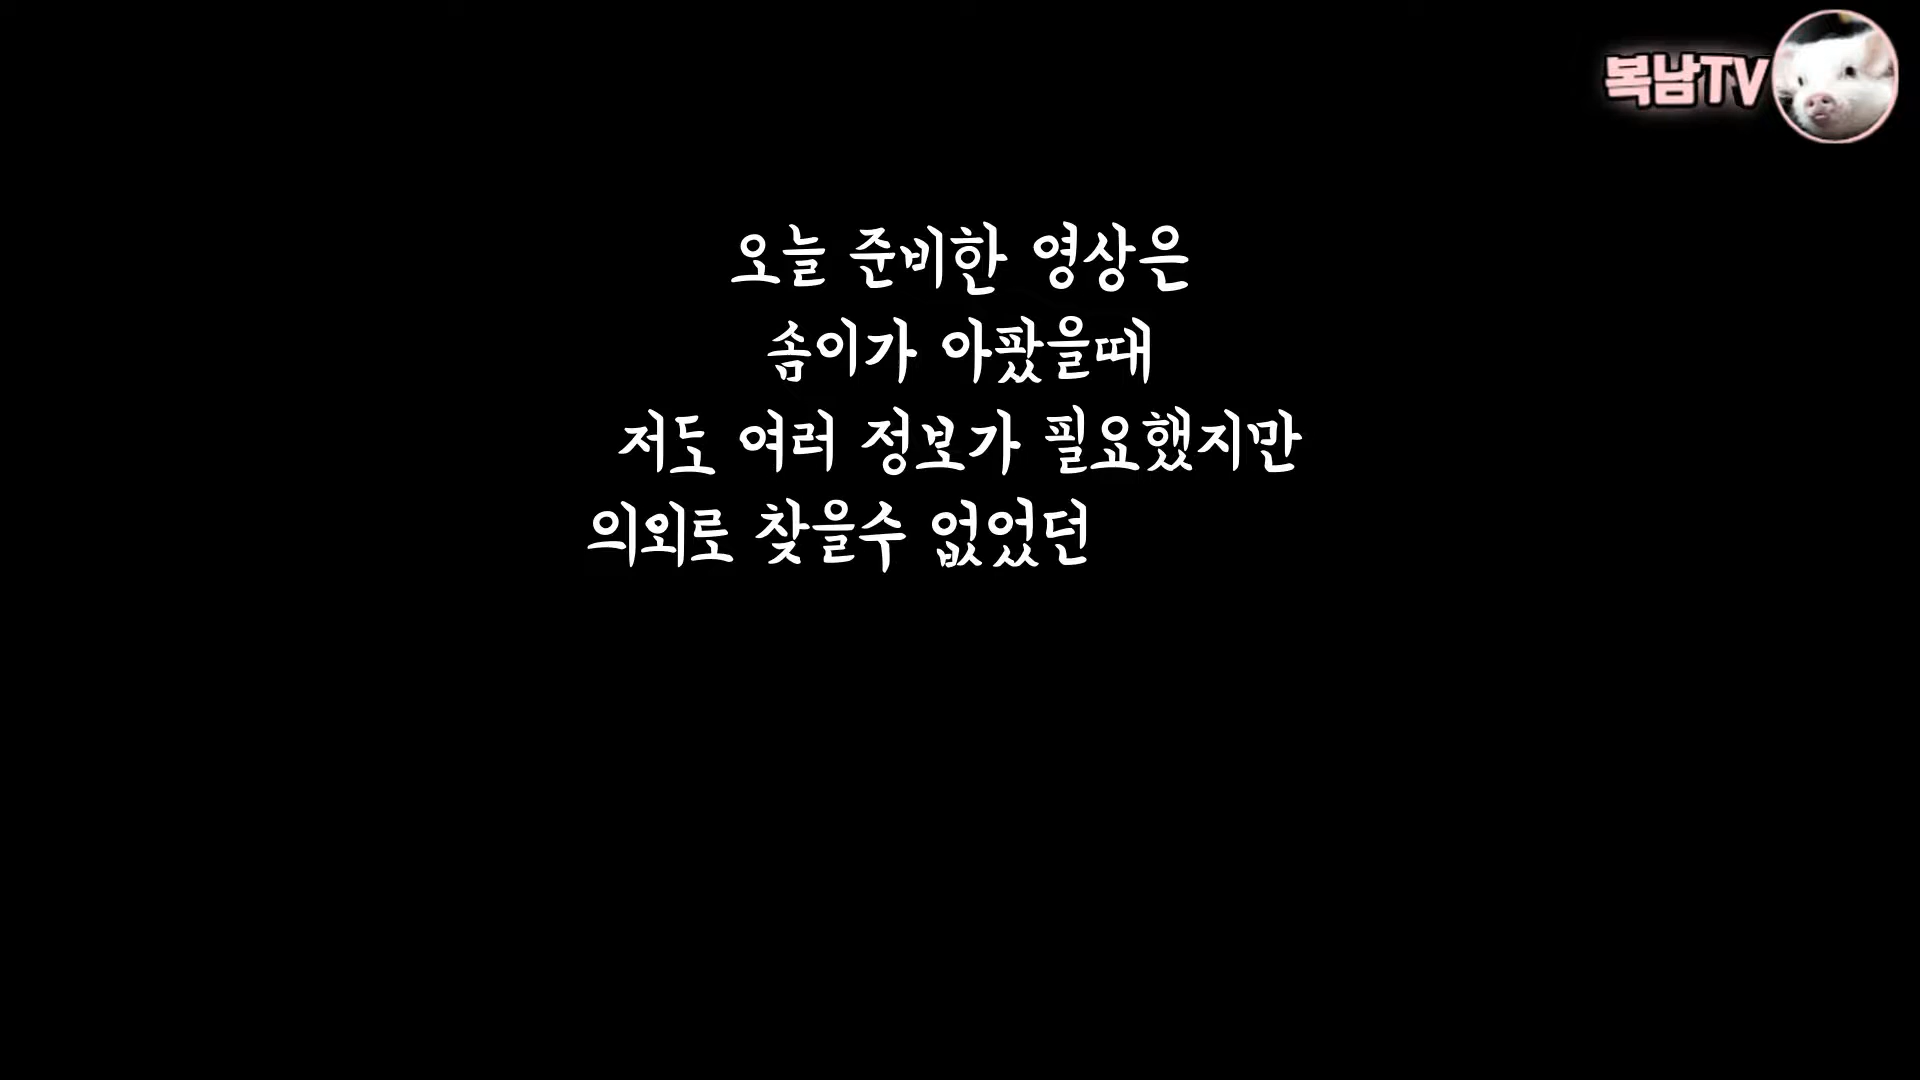 복남TV
오늘 준비한 영상은
솜이가 아팠을때
저도 여러 정보가 필요했지만
의외로 찾을수 없었던